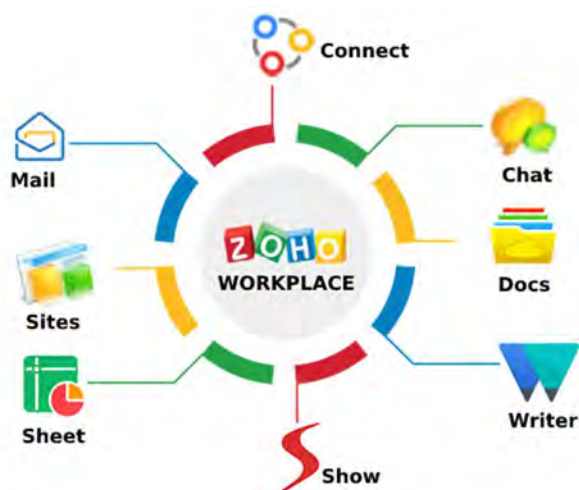 Connect
Mail
Chat
ZOHO
WORKPLACE
Docs
Sites
Writer
Sheet
Show